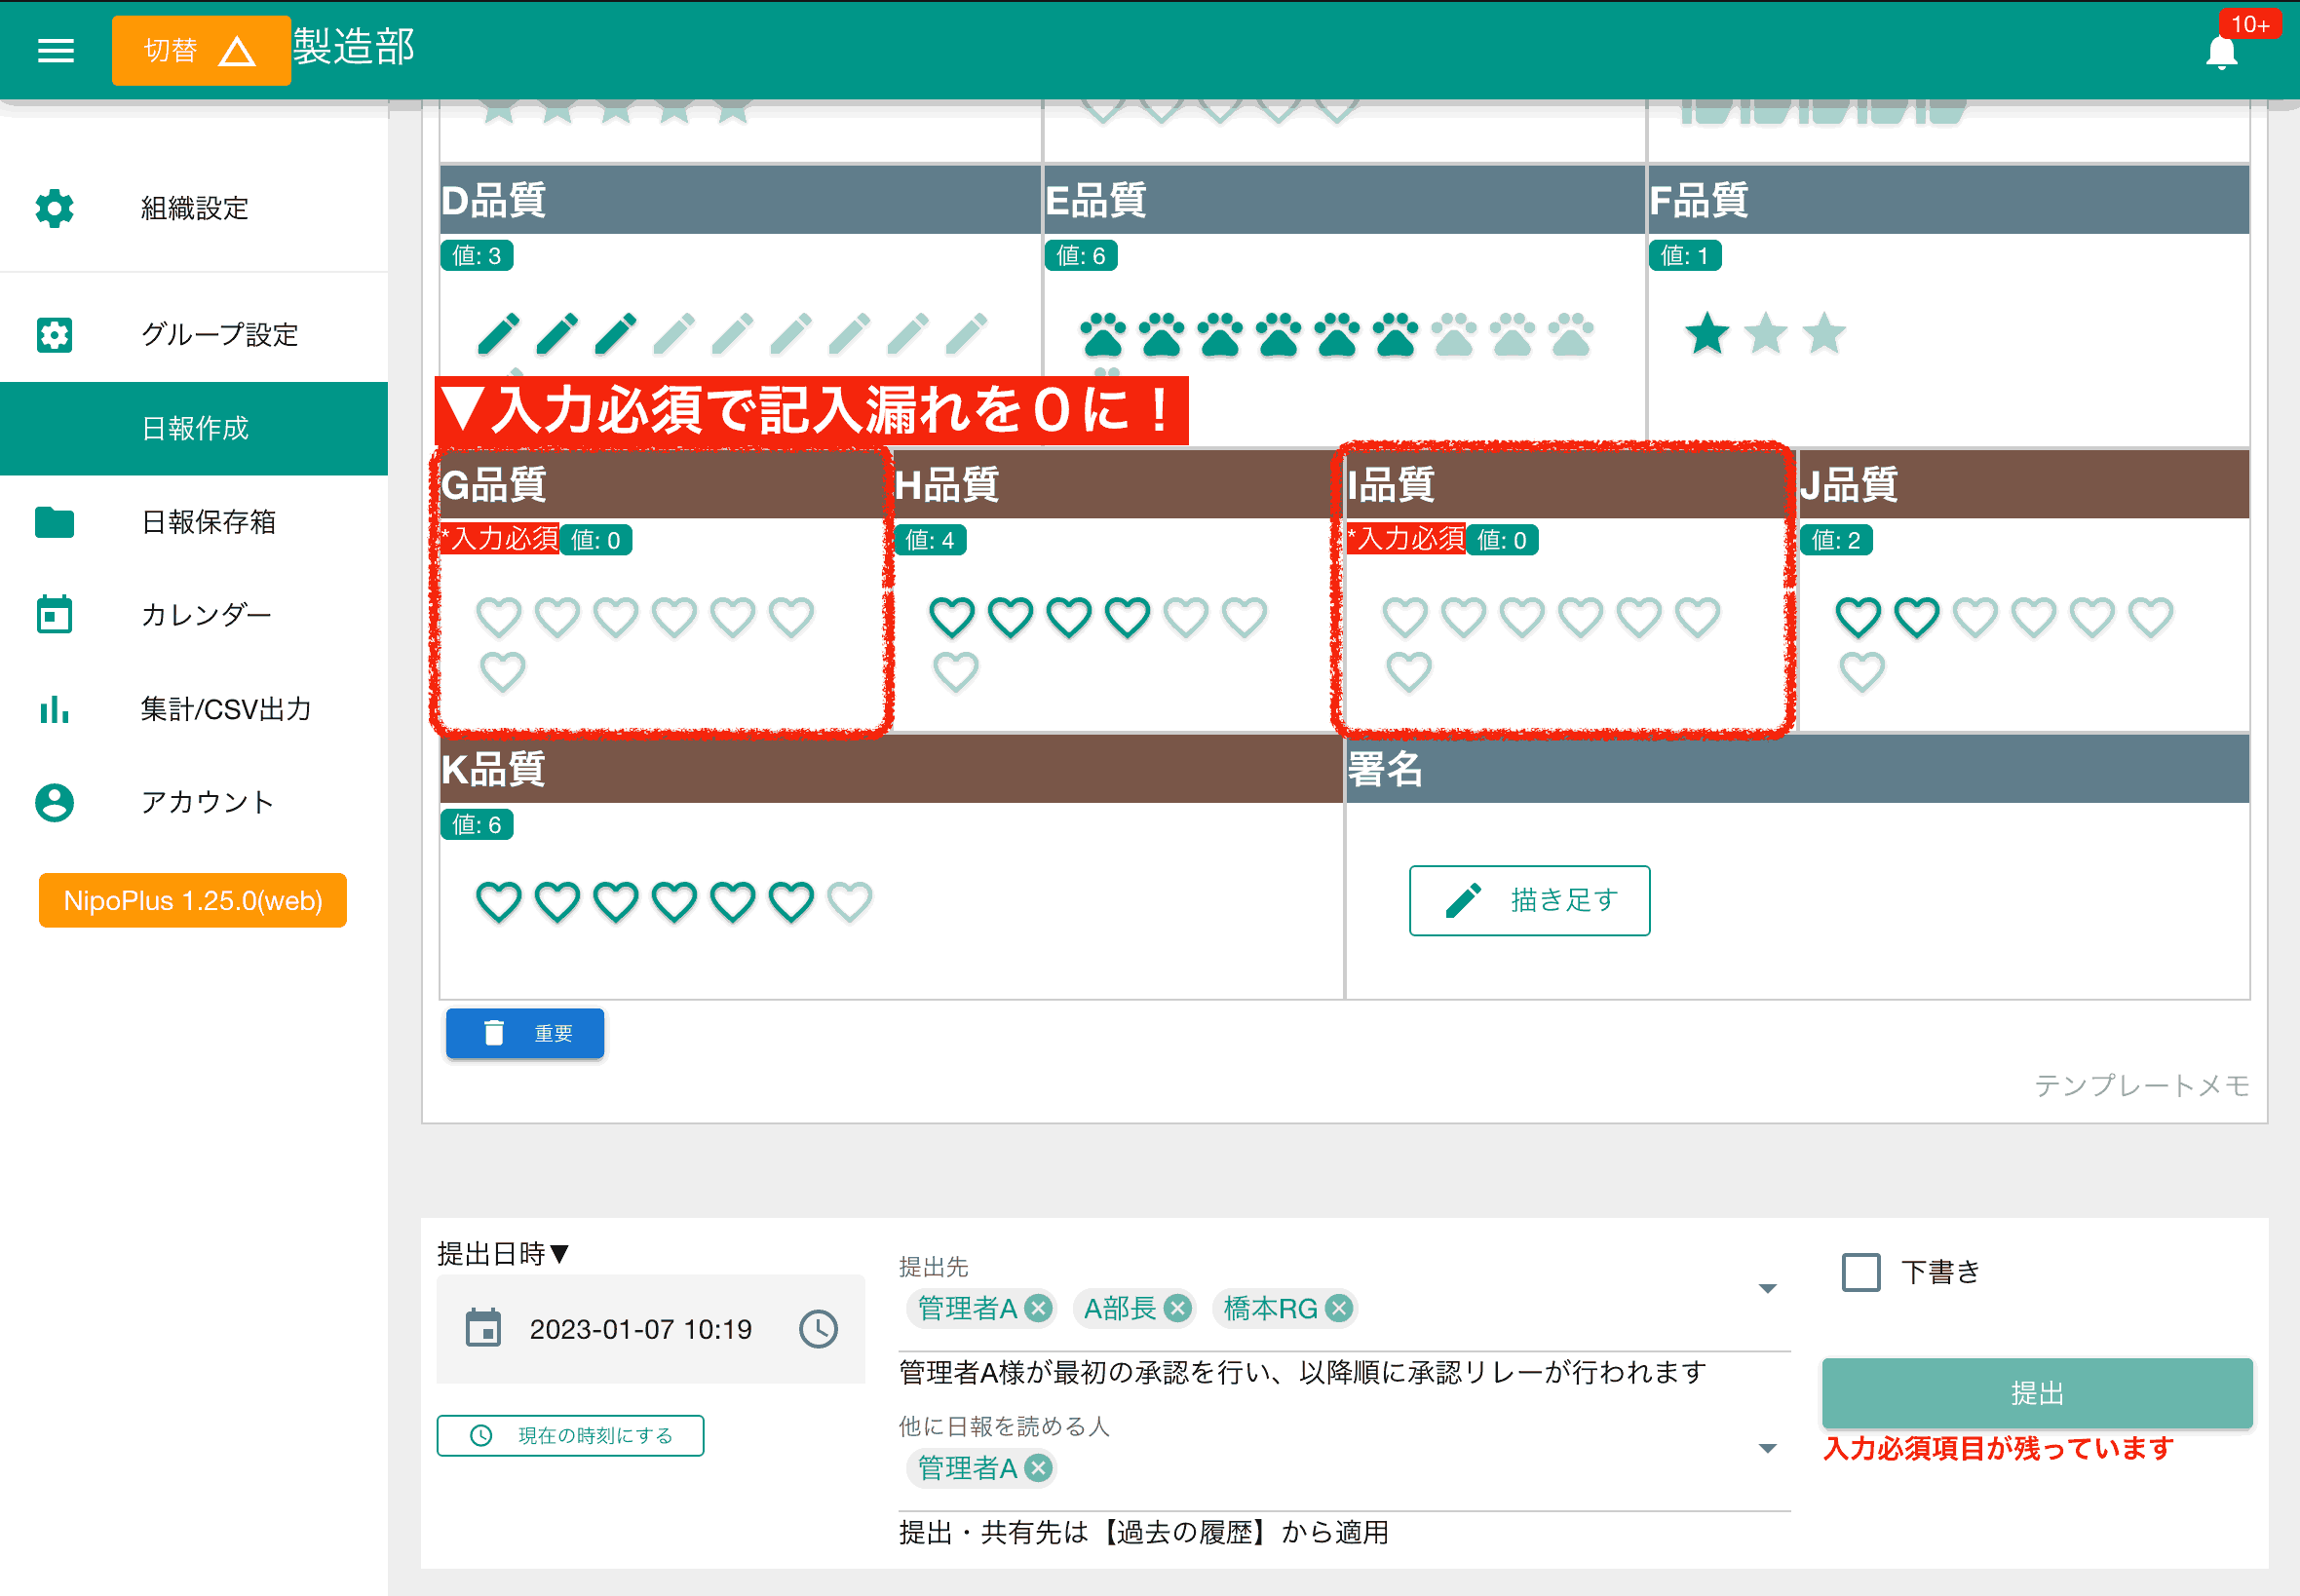 切替 製造部
10+
組織設定
グループ設定
日報作成
日報保存箱
カレンダー
集計/CSV出力
アカウント
NipoPlus 1.25.0(web)
D品質
値: 3
E品質
値: 6
F品質
値: 1
▼入力必須で記入漏れを０に！
G品質
*入力必須 値: 0
H品質
値: 4
I品質
*入力必須 値: 0
J品質
値: 2
K品質
値: 6
署名
描き足す
重要
テンプレートメモ
提出日時▼
2023-01-07 10:19
現在の時刻にする
提出先
管理者A A部長 橋本RG
管理者A様が最初の承認を行い、以降順に承認リレーが行われます
他に日報を読める人
管理者A
提出・共有先は【過去の履歴】から適用
下書き
提出
入力必須項目が残っています